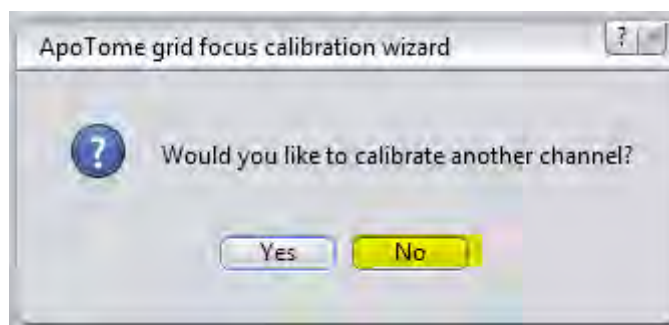 ApoTome grid focus calibration wizard ?
? Would you like to calibrate another channel?
Yes No